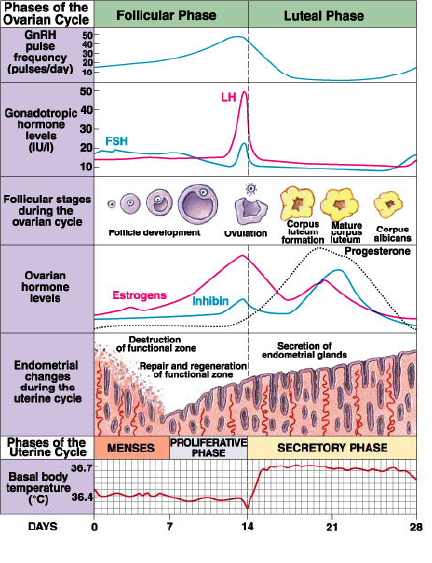 Phases of the
Ovarian Cycle
Follicular Phase
Luteal Phase
GnRH
pulse
frequency
(pulses/day)
50
40
30
20
10
Gonadotropic
hormone
levels
(IU/l)
50
40
30
20
10
LH
FSH
Follicular stages
during the
ovarian cycle
Follicle development
Ovulation
Corpus
luteum
formation
Mature
corpus
luteum
Corpus
albicans
Ovarian
hormone
levels
Progesterone
Estrogens
Inhibin
Endometrial
changes
during the
uterine cycle
Destruction
of functional zone
Repair and regeneration
of functional zone
Secretion of
endometrial glands
Phases of the
Uterine Cycle
MENSES
PROLIFERATIVE
PHASE
SECRETORY PHASE
Basal body
temperature
(°C)
36.7
36.4
DAYS
0
7
14
21
28